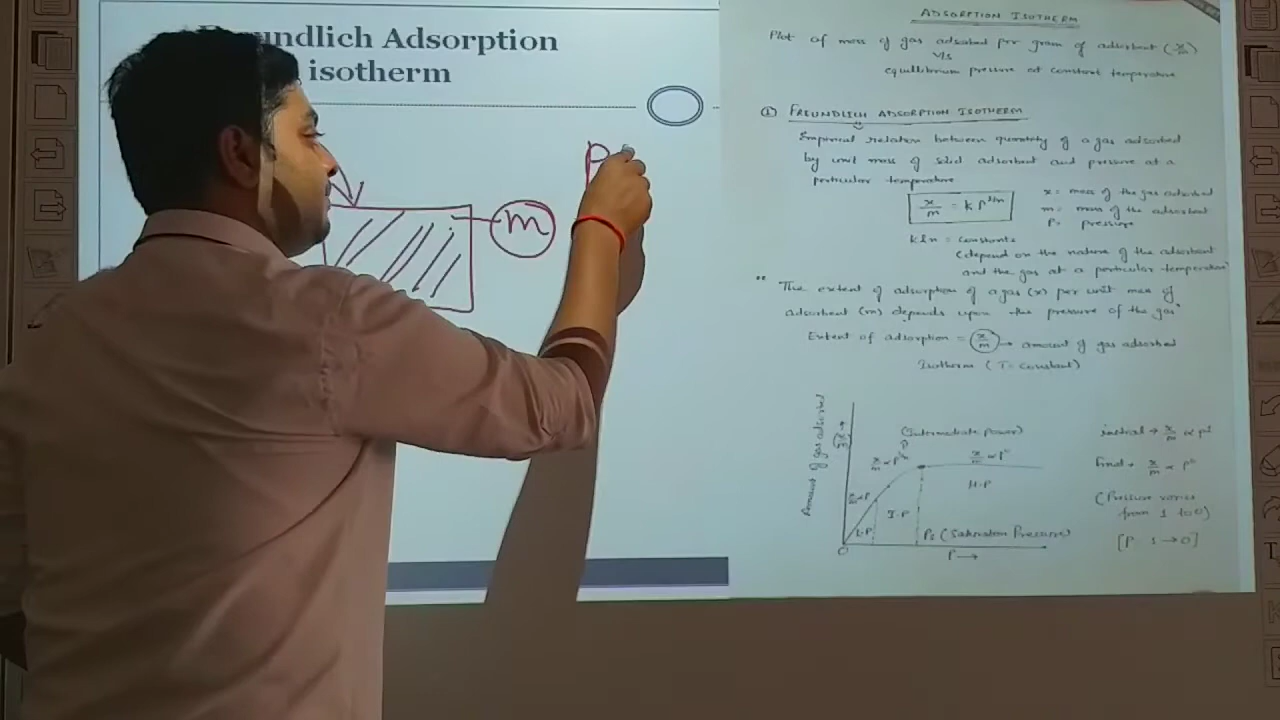 undlich Adsorption
isotherm
m
P
ADSORPTION ISOTHERM
Plot of mass of gas adsorbed per gram of adsorbent (x/m)
v/s
equilibrium pressure at constant temperature
① FREUNDLICH ADSORPTION ISOTHERM
Empirical relation between quantity of a gas adsorbed
by unit mass of solid adsorbent and pressure at a
particular temperature
x/m = k P^1/n
x = mass of the gas adsorbed
m = mass of the adsorbent
P = pressure
k & n = constants
(depend on the nature of the adsorbent
and the gas at a particular temperature
" The extent of adsorption of a gas (x) per unit mass of
adsorbent (m) depends upon the pressure of the gas"
Extent of adsorption = x/m → amount of gas adsorbed
Isotherm (T = constant)
Amount of gas adsorbed
x/m →
(Intermediate power)
x/m ∝ P°
x/m ∝ P
L.P
I.P
H.P
Ps (Saturation Pressure)
O
P →
initial → x/m ∝ P¹
final → x/m ∝ P°
(Pressure varies
from 1 to 0)
[P 1 → 0]